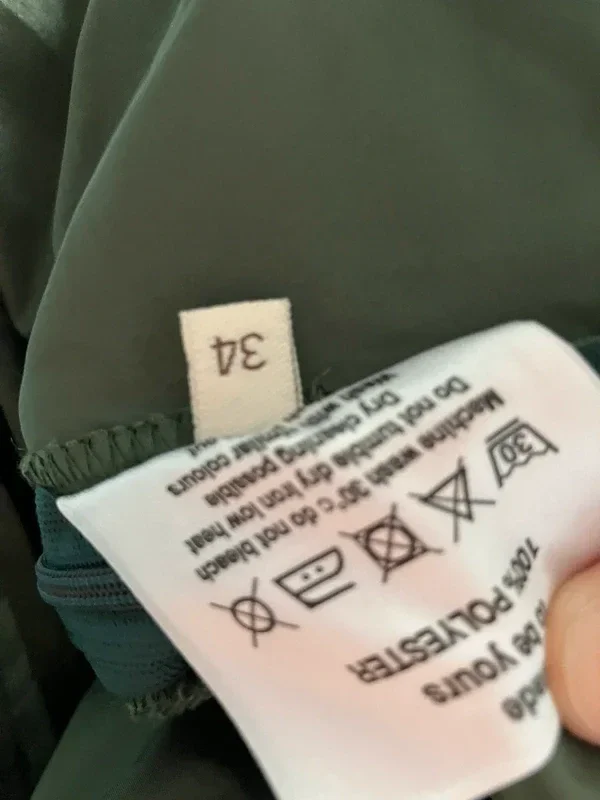 be yours
100% POLYESTER
30
Machine wash 30°c do not bleach
Do not tumble dry Iron low heat
Dry cleaning possible
wash with similar colours
34